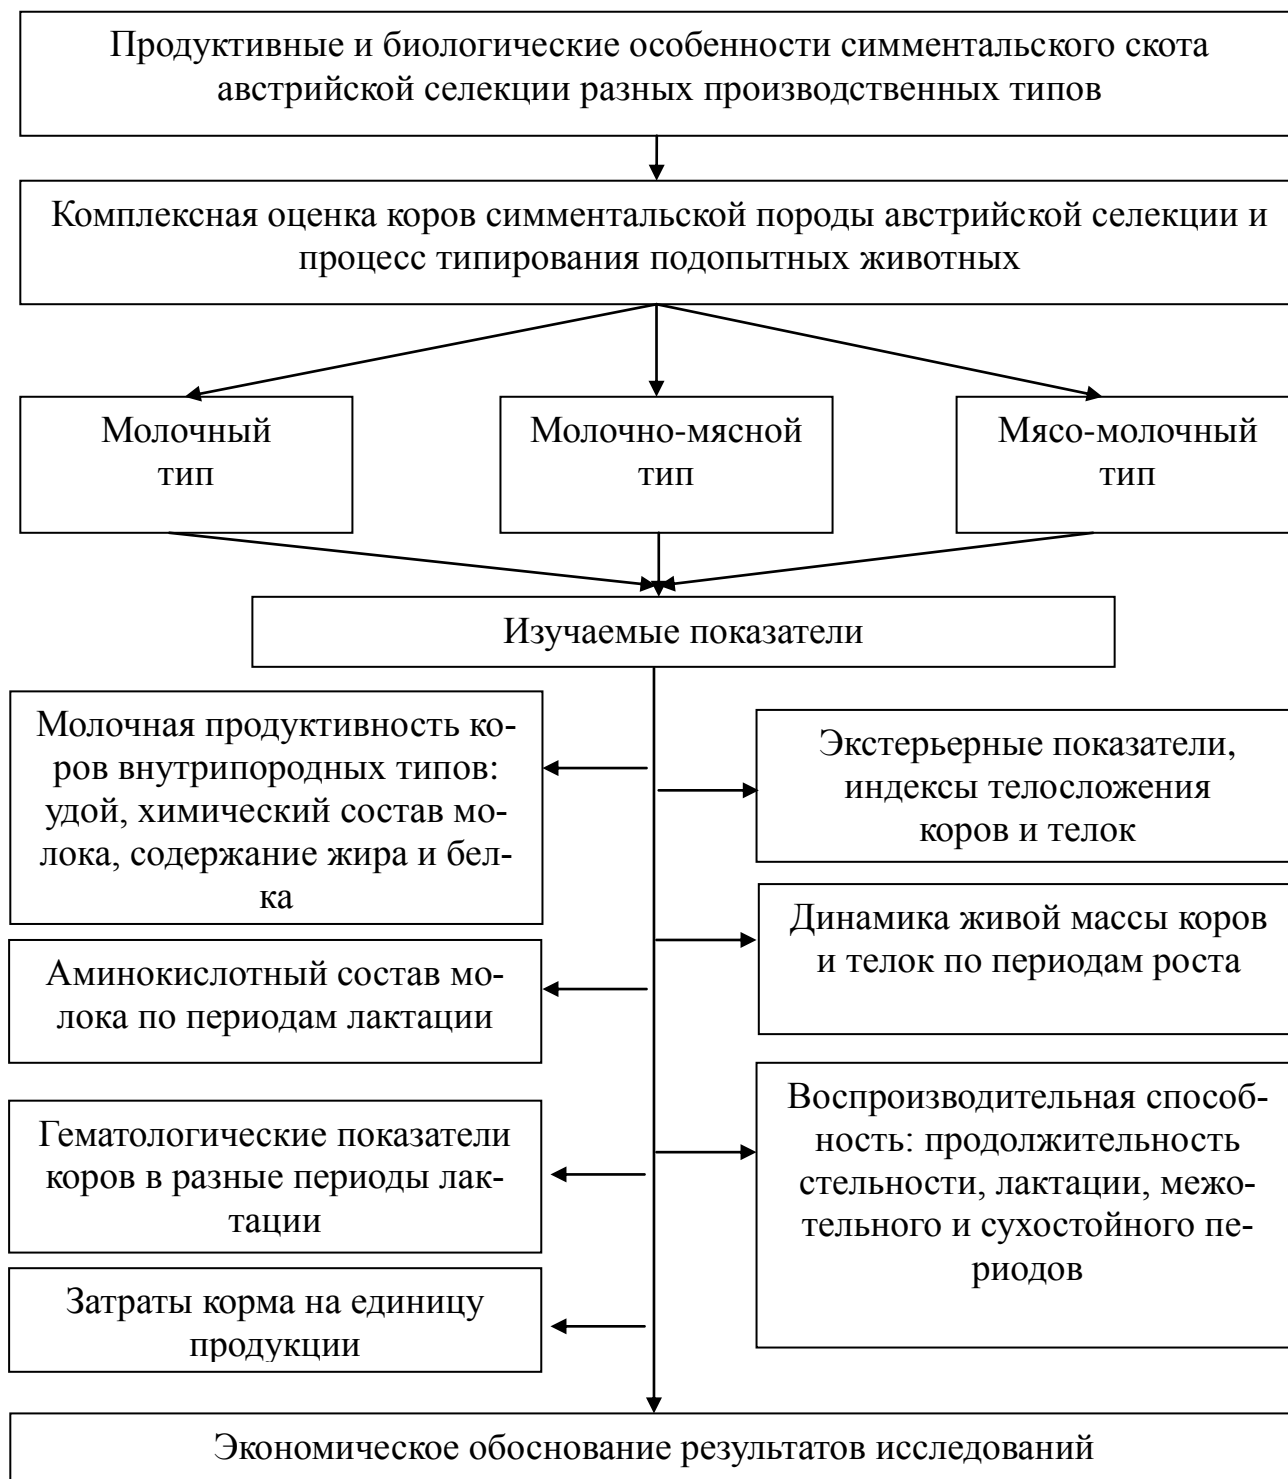 Продуктивные и биологические особенности симментальского скота
австрийской селекции разных производственных типов
Комплексная оценка коров симментальской породы австрийской селекции и
процесс типирования подопытных животных
Молочный
тип
Молочно-мясной
тип
Мясо-молочный
тип
Изучаемые показатели
Молочная продуктивность ко-
ров внутрипородных типов:
удой, химический состав мо-
лока, содержание жира и бел-
ка
Экстерьерные показатели,
индексы телосложения
коров и телок
Динамика живой массы коров
и телок по периодам роста
Аминокислотный состав мо-
лока по периодам лактации
Воспроизводительная способ-
ность: продолжительность
стельности, лактации, межо-
тельного и сухостойного пе-
риодов
Гематологические показатели
коров в разные периоды лак-
тации
Затраты корма на единицу
продукции
Экономическое обоснование результатов исследований